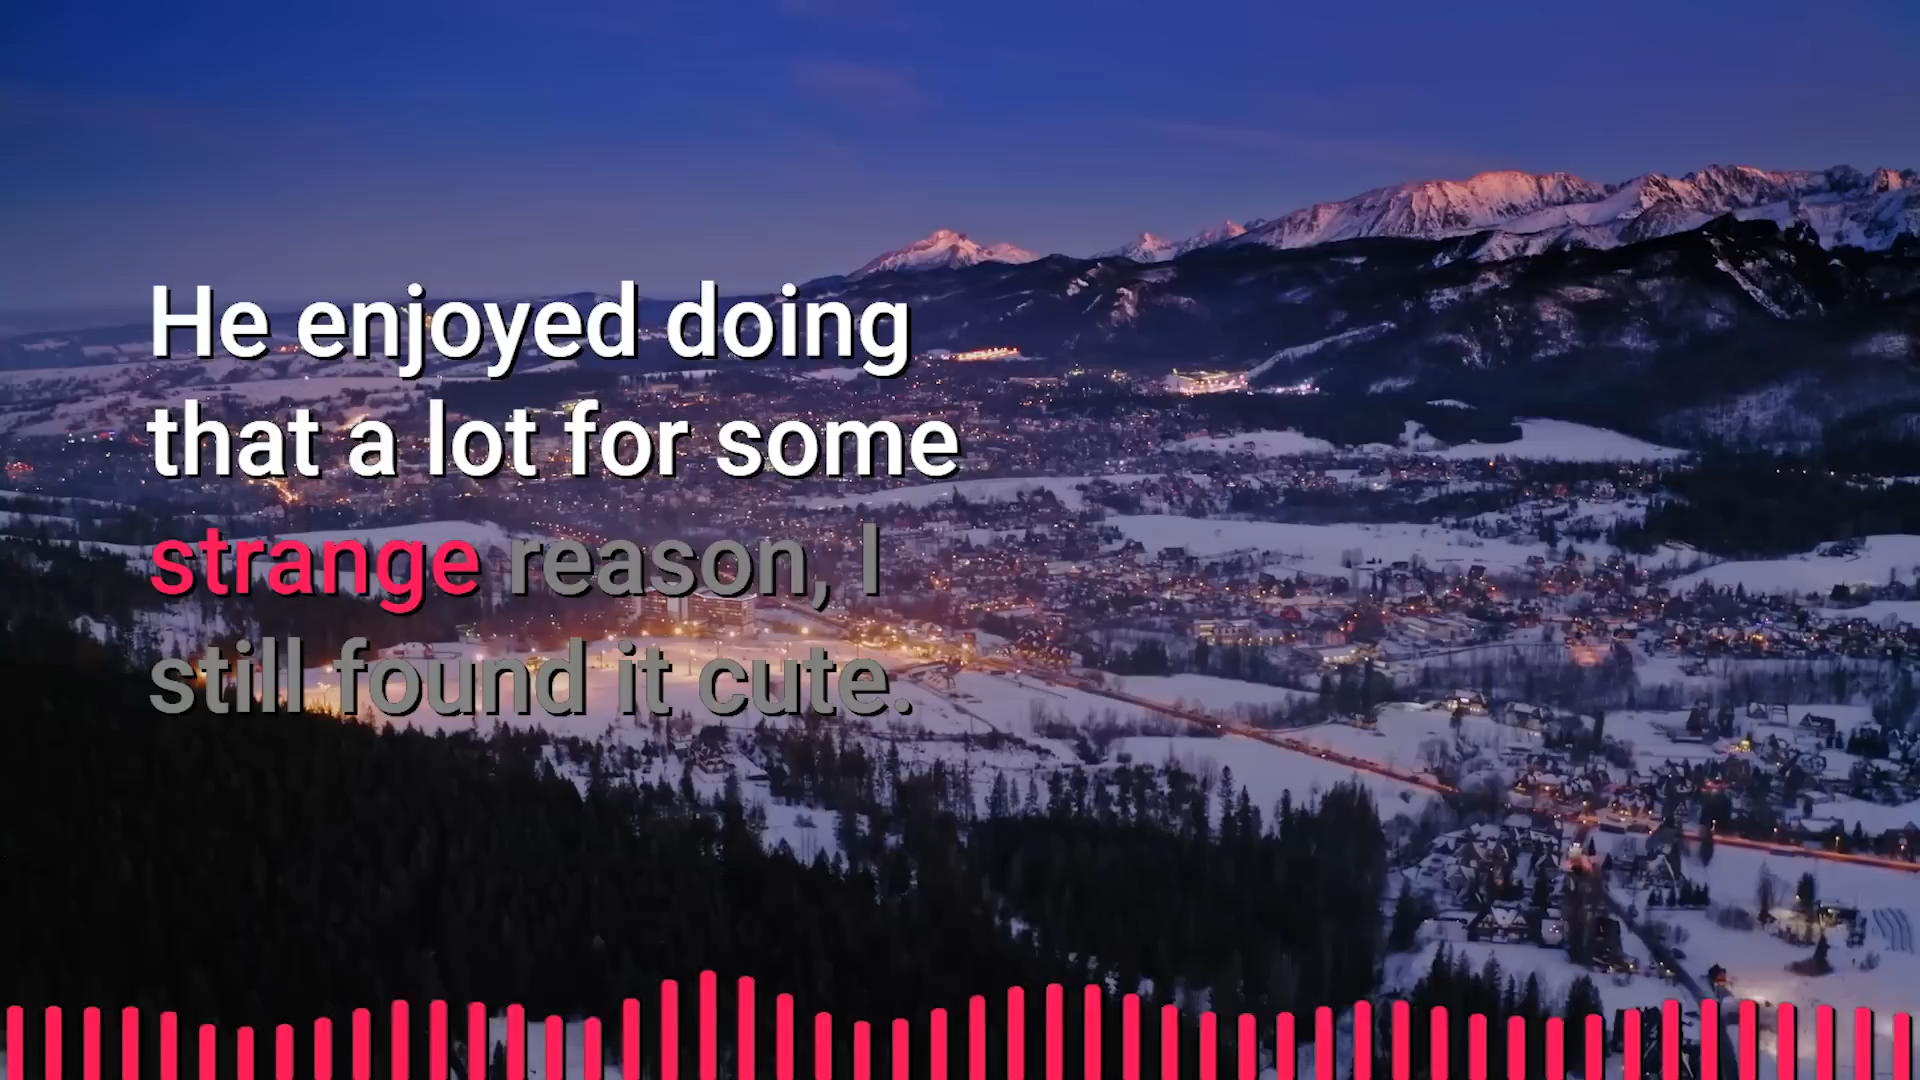 He enjoyed doing
that a lot for some
strange reason, I
still found it cute.